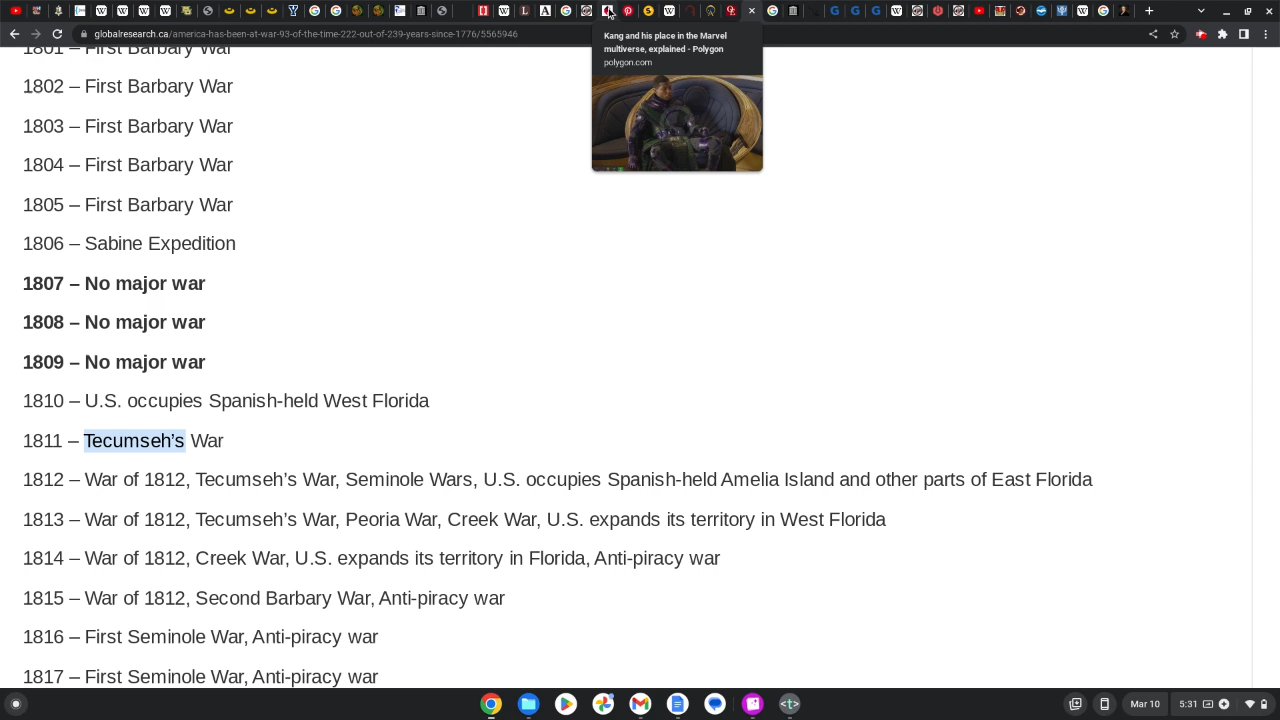 Kang and his place in the Marvel
multiverse, explained - Polygon
polygon.com
globalresearch.ca/america-has-been-at-war-93-of-the-time-222-out-of-239-years-since-1776/5565946
1801 – First Barbary War
1802 – First Barbary War
1803 – First Barbary War
1804 – First Barbary War
1805 – First Barbary War
1806 – Sabine Expedition
1807 – No major war
1808 – No major war
1809 – No major war
1810 – U.S. occupies Spanish-held West Florida
1811 – Tecumseh’s War
1812 – War of 1812, Tecumseh’s War, Seminole Wars, U.S. occupies Spanish-held Amelia Island and other parts of East Florida
1813 – War of 1812, Tecumseh’s War, Peoria War, Creek War, U.S. expands its territory in West Florida
1814 – War of 1812, Creek War, U.S. expands its territory in Florida, Anti-piracy war
1815 – War of 1812, Second Barbary War, Anti-piracy war
1816 – First Seminole War, Anti-piracy war
1817 – First Seminole War, Anti-piracy war
Mar 10
5:31